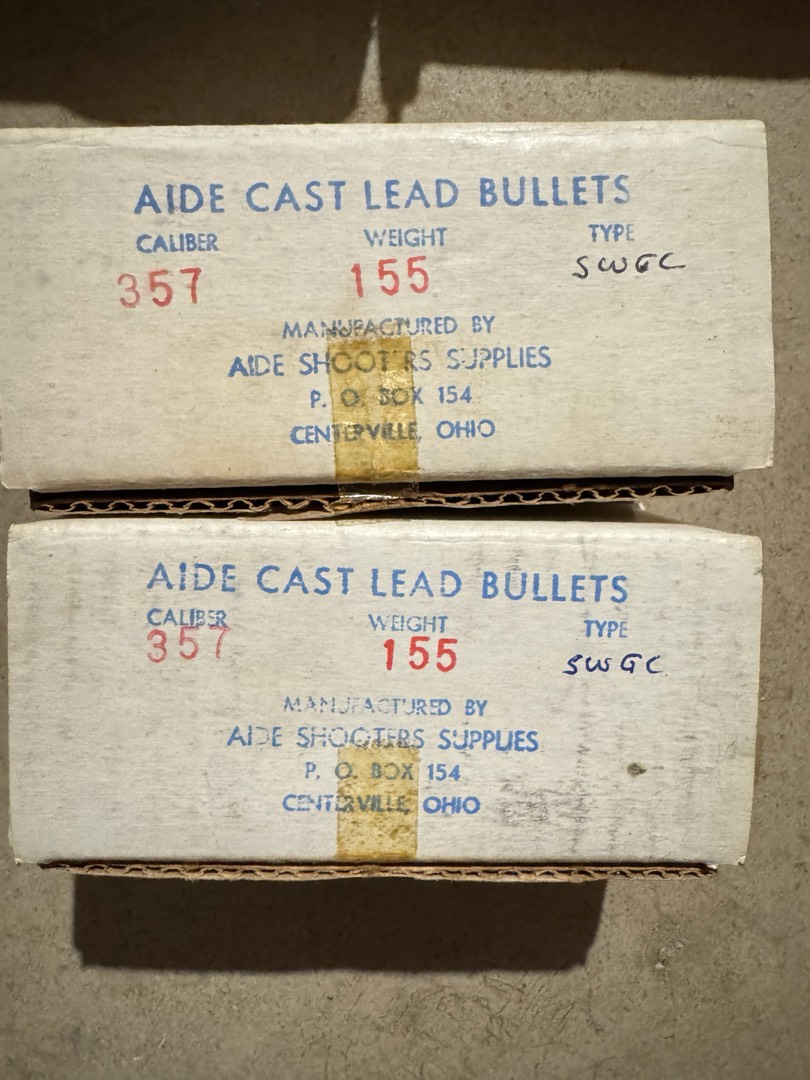 AIDE CAST LEAD BULLETS
CALIBER WEIGHT TYPE
357 155 SWGC
MANUFACTURED BY
AIDE SHOOTERS SUPPLIES
P. O. BOX 154
CENTERVILLE, OHIO
AIDE CAST LEAD BULLETS
CALIBER WEIGHT TYPE
357 155 SWGC
MANUFACTURED BY
AIDE SHOOTERS SUPPLIES
P. O. BOX 154
CENTERVILLE, OHIO